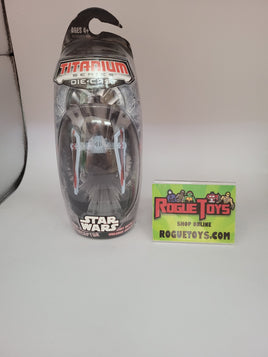 AGES 4+
TITANIUM
SERIES
DIE-CAST
STAR
WARS
ROGUE TOYS
SHOP ONLINE
ROGUETOYS.COM